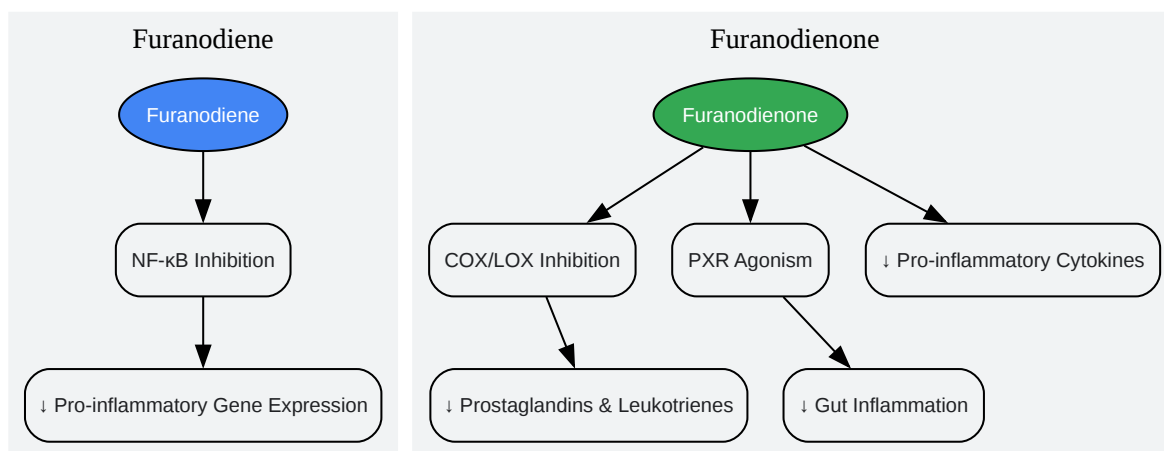 Furanodiene
Furanodiene
NF-κB Inhibition
↓ Pro-inflammatory Gene Expression
Furanodienone
Furanodienone
COX/LOX Inhibition
PXR Agonism
↓ Pro-inflammatory Cytokines
↓ Prostaglandins & Leukotrienes
↓ Gut Inflammation